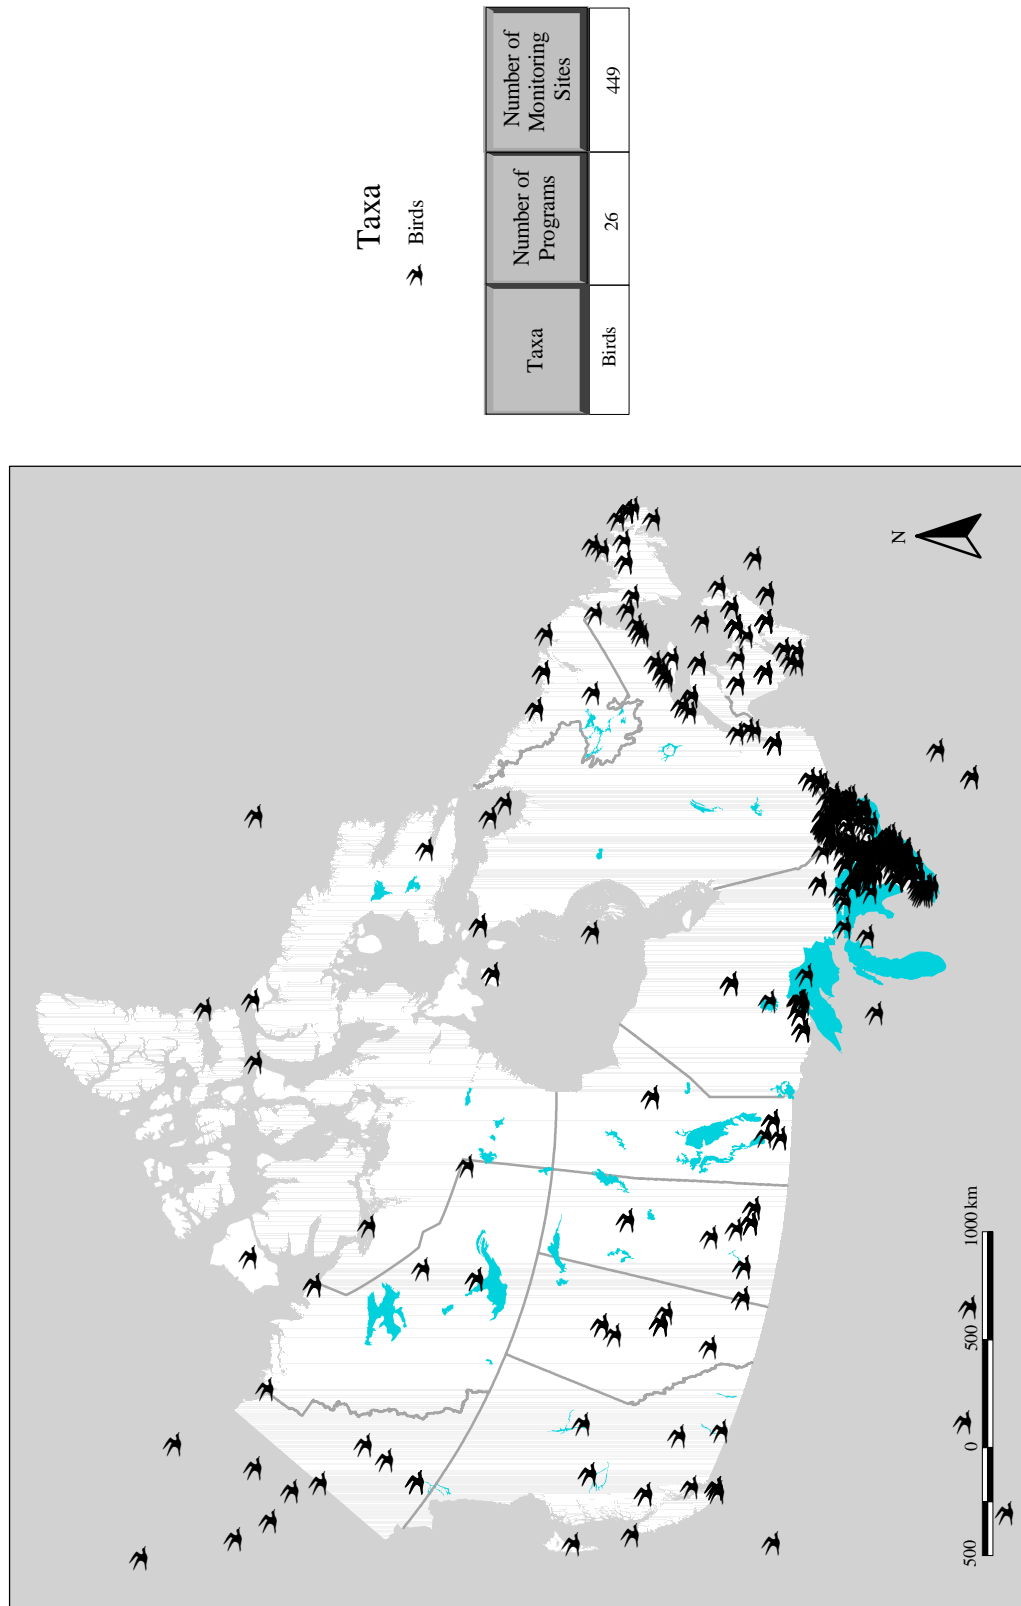 Taxa
Birds
Taxa
Number of
Programs
Number of
Monitoring
Sites
Birds
26
449
N
500
0
500
1000 km